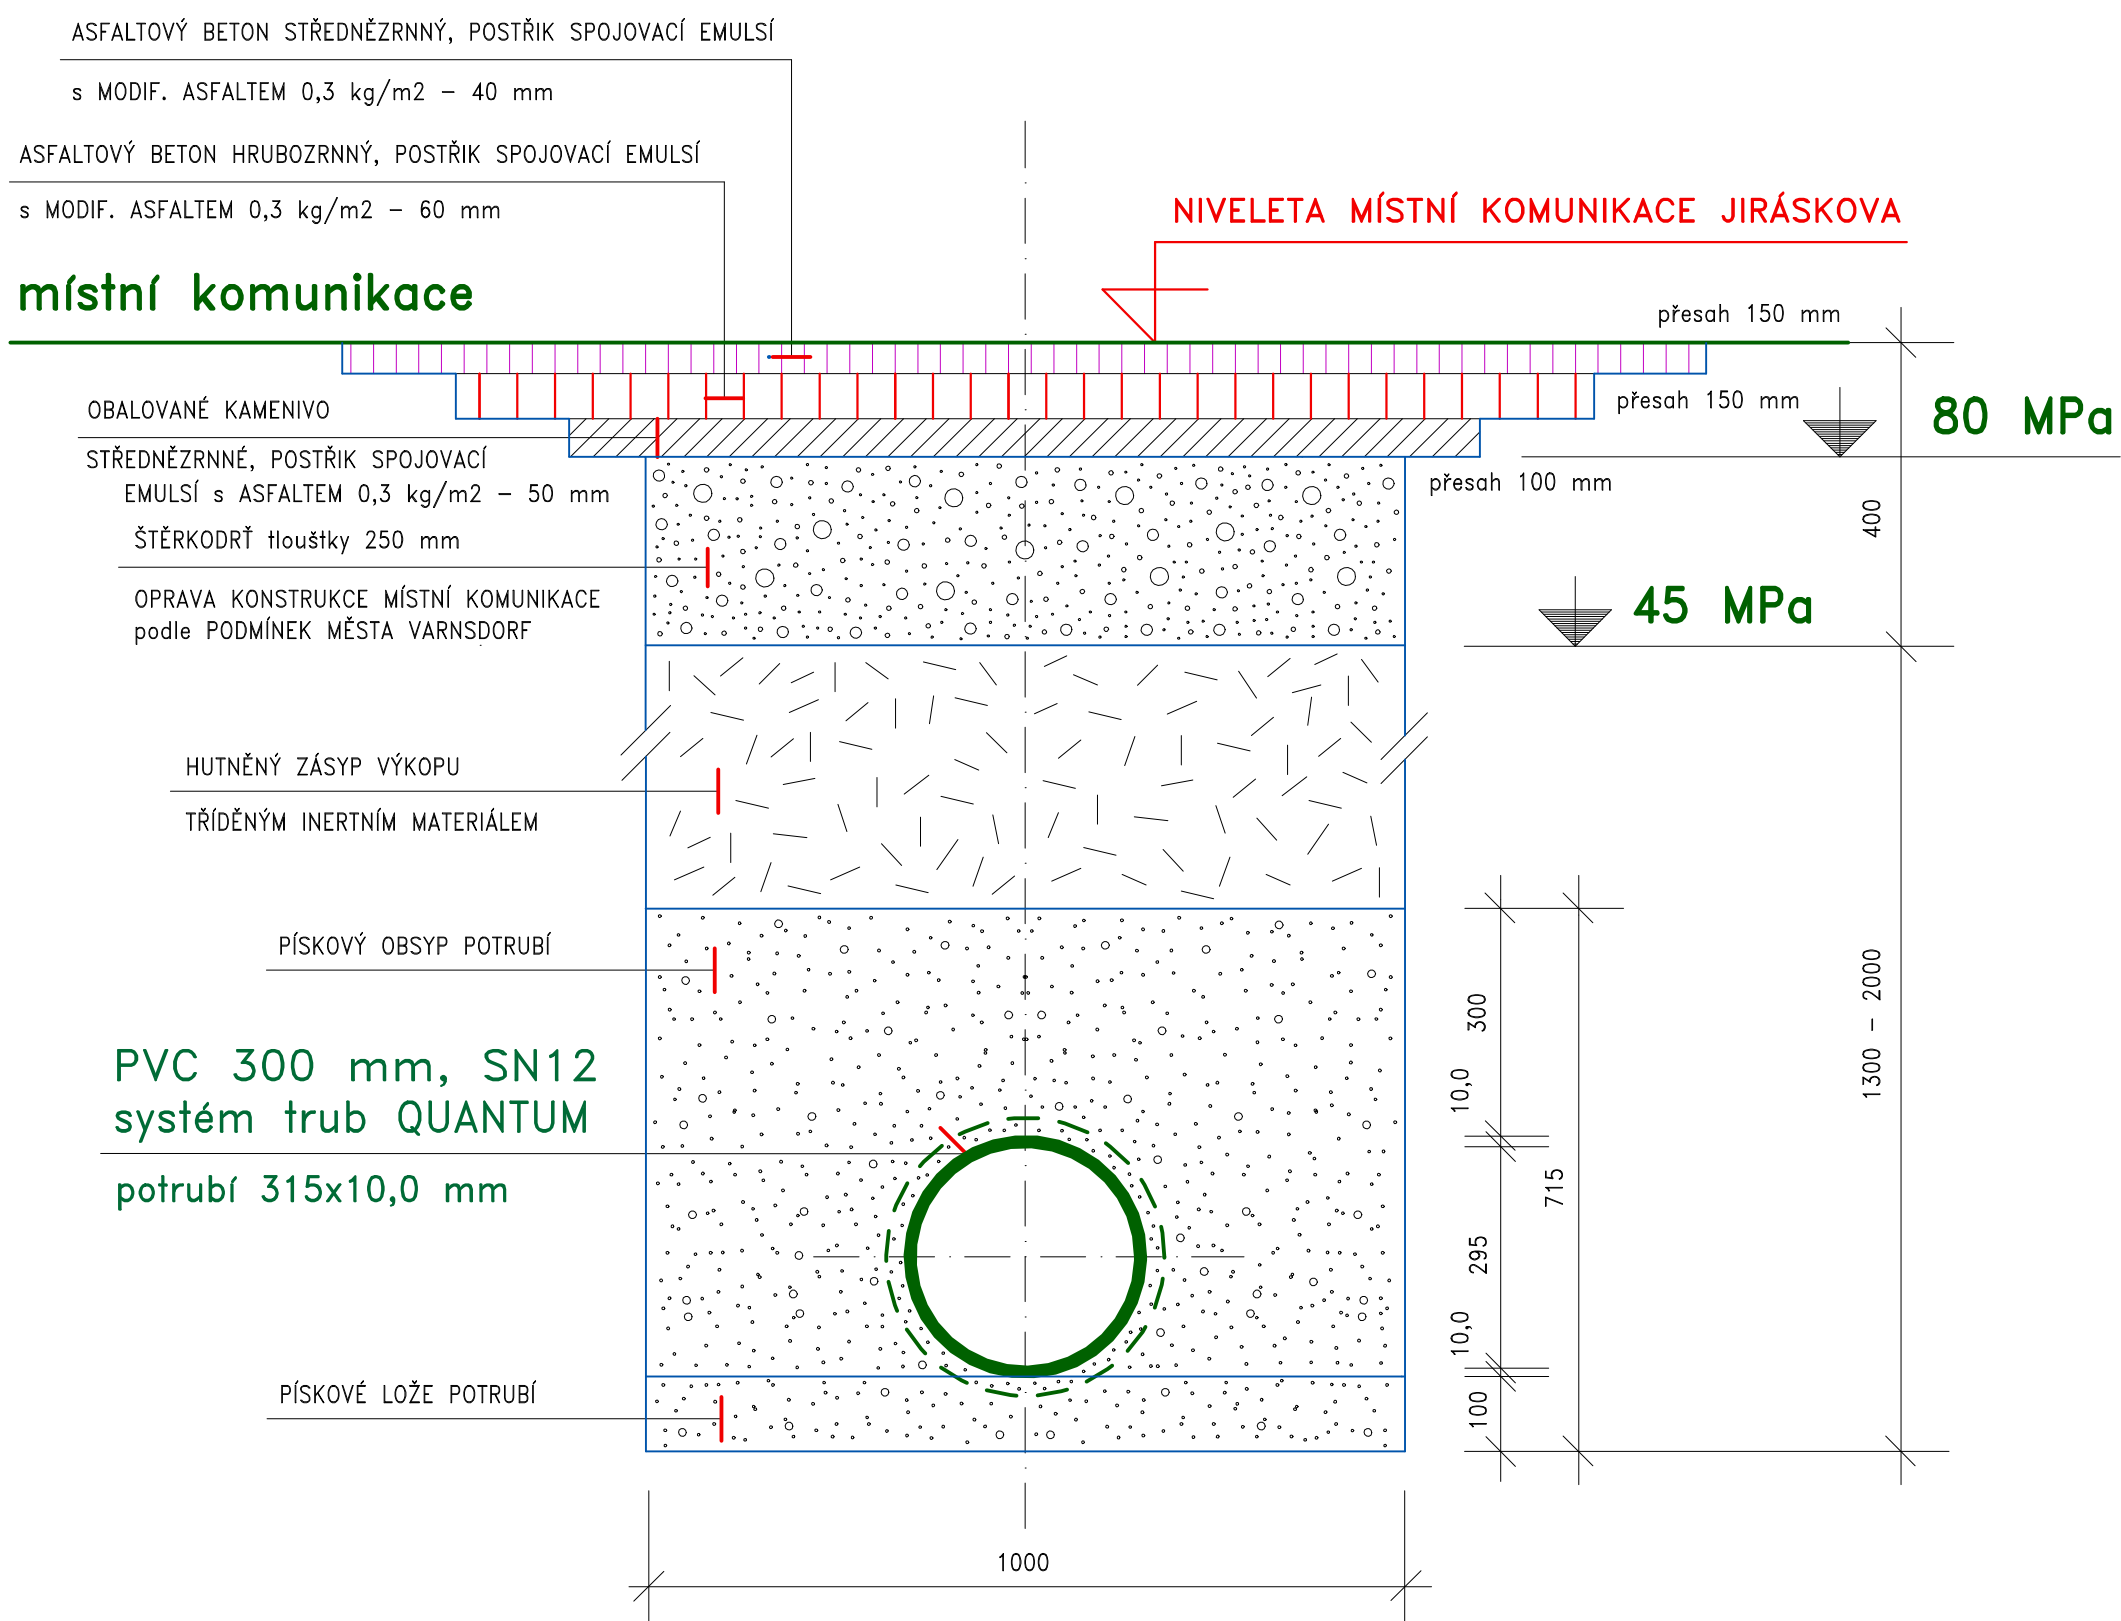 ASFALTOVÝ BETON STŘEDNĚZRNNÝ, POSTŘIK SPOJOVACÍ EMULSÍ
s MODIF. ASFALTEM 0,3 kg/m2 – 40 mm
ASFALTOVÝ BETON HRUBOZRNNÝ, POSTŘIK SPOJOVACÍ EMULSÍ
s MODIF. ASFALTEM 0,3 kg/m2 – 60 mm
NIVELETA MÍSTNÍ KOMUNIKACE JIRÁSKOVA
místní komunikace
přesah 150 mm
přesah 150 mm
80 MPa
OBALOVANÉ KAMENIVO
STŘEDNĚZRNNÉ, POSTŘIK SPOJOVACÍ
EMULSÍ s ASFALTEM 0,3 kg/m2 – 50 mm
přesah 100 mm
400
ŠTĚRKODRŤ tloušťky 250 mm
OPRAVA KONSTRUKCE MÍSTNÍ KOMUNIKACE
podle PODMÍNEK MĚSTA VARNSDORF
45 MPa
HUTNĚNÝ ZÁSYP VÝKOPU
TŘÍDĚNÝM INERTNÍM MATERIÁLEM
PÍSKOVÝ OBSYP POTRUBÍ
300
1300 – 2000
PVC 300 mm, SN12
systém trub QUANTUM
potrubí 315x10,0 mm
10,0
715
295
10,0
PÍSKOVÉ LOŽE POTRUBÍ
100
1000